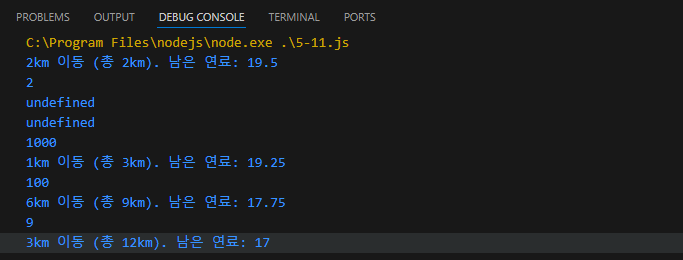 PROBLEMS OUTPUT DEBUG CONSOLE TERMINAL PORTS
C:\Program Files\nodejs\node.exe .\5-11.js
2km 이동 (총 2km). 남은 연료: 19.5
2
undefined
undefined
1000
1km 이동 (총 3km). 남은 연료: 19.25
100
6km 이동 (총 9km). 남은 연료: 17.75
9
3km 이동 (총 12km). 남은 연료: 17